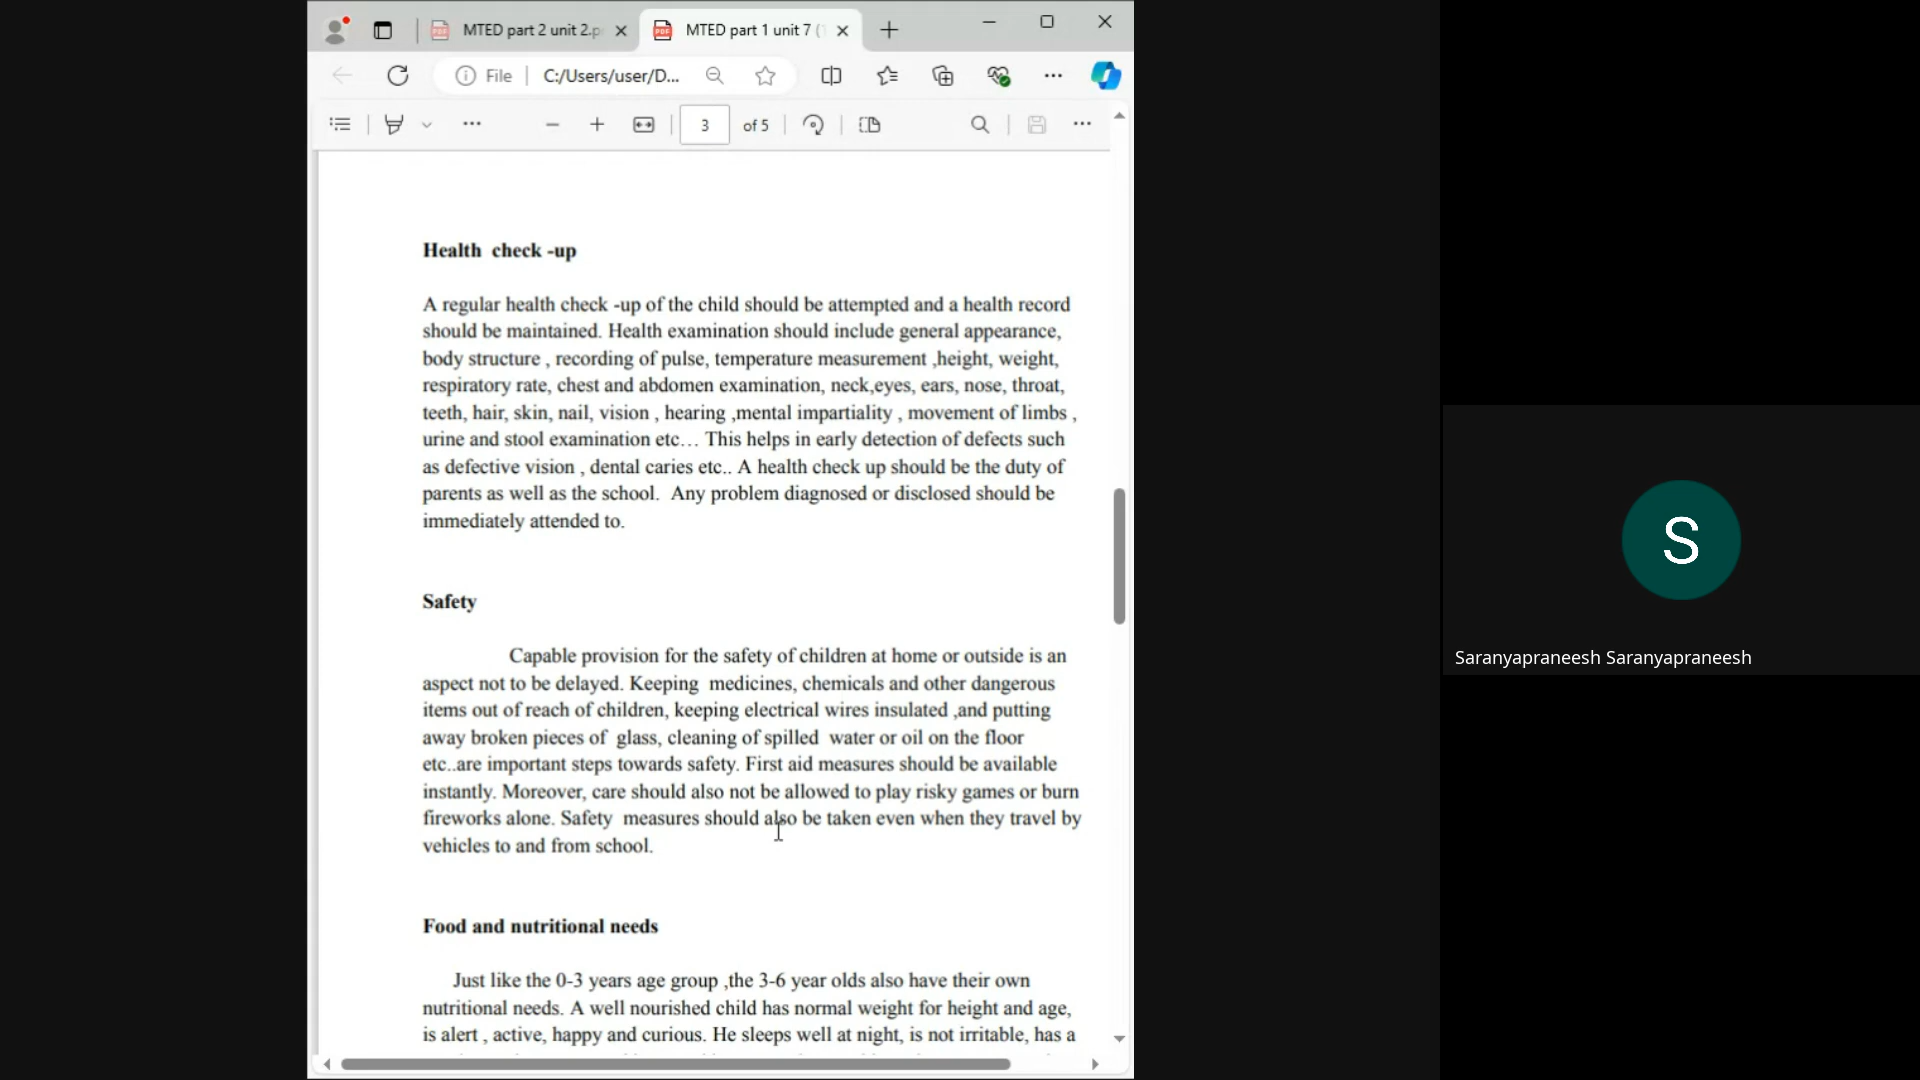 MTED part 2 unit 2.p
MTED part 1 unit 7 (
File
C:/Users/user/D...
3
of 5
Health  check -up
A regular health check -up of the child should be attempted and a health record
should be maintained. Health examination should include general appearance,
body structure , recording of pulse, temperature measurement ,height, weight,
respiratory rate, chest and abdomen examination, neck,eyes, ears, nose, throat,
teeth, hair, skin, nail, vision , hearing ,mental impartiality , movement of limbs ,
urine and stool examination etc… This helps in early detection of defects such
as defective vision , dental caries etc.. A health check up should be the duty of
parents as well as the school.  Any problem diagnosed or disclosed should be
immediately attended to.
Safety
Capable provision for the safety of children at home or outside is an
aspect not to be delayed. Keeping  medicines, chemicals and other dangerous
items out of reach of children, keeping electrical wires insulated ,and putting
away broken pieces of  glass, cleaning of spilled  water or oil on the floor
etc..are important steps towards safety. First aid measures should be available
instantly. Moreover, care should also not be allowed to play risky games or burn
fireworks alone. Safety  measures should also be taken even when they travel by
vehicles to and from school.
Food and nutritional needs
Just like the 0-3 years age group ,the 3-6 year olds also have their own
nutritional needs. A well nourished child has normal weight for height and age,
is alert , active, happy and curious. He sleeps well at night, is not irritable, has a
S
Saranyapraneesh Saranyapraneesh